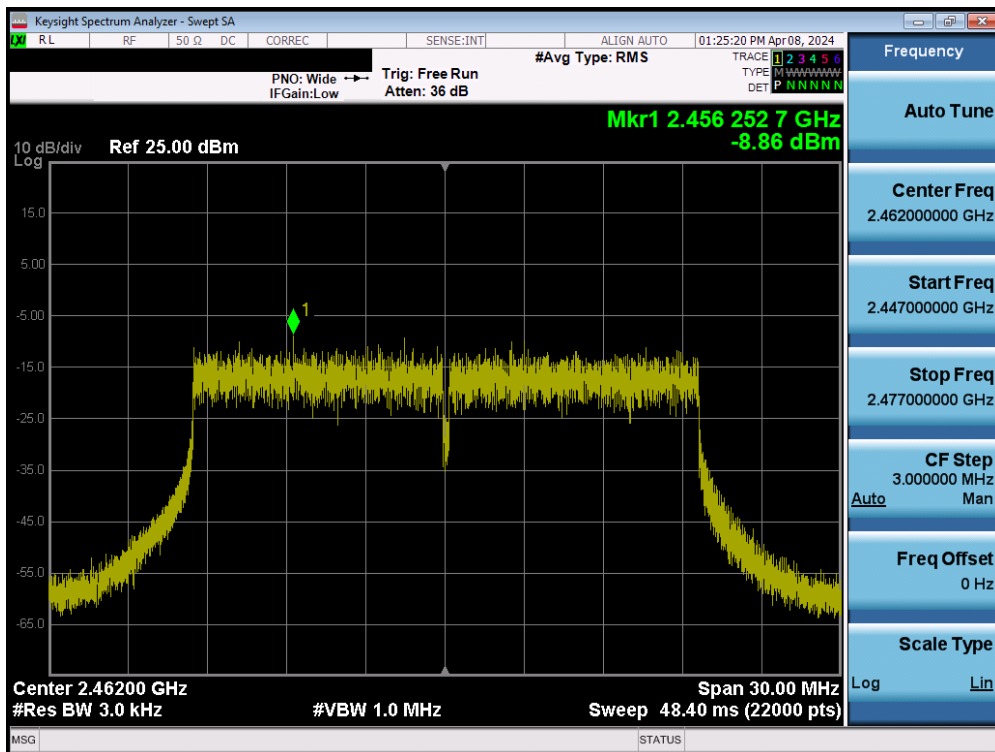 Keysight Spectrum Analyzer - Swept SA
LXI RL RF 50 Ω DC CORREC SENSE:INT ALIGN AUTO 01:25:20 PM Apr 08, 2024
Frequency
#Avg Type: RMS
TRACE 1 2 3 4 5 6
PNO: Wide
Trig: Free Run
TYPE M WWWWW
IFGain:Low
Atten: 36 dB
DET P N N N N N
Auto Tune
Mkr1 2.456 252 7 GHz
-8.86 dBm
10 dB/div Ref 25.00 dBm
Log
15.0
5.00
-5.00
-15.0
-25.0
-35.0
-45.0
-55.0
-65.0
1
Center Freq
2.462000000 GHz
Start Freq
2.447000000 GHz
Stop Freq
2.477000000 GHz
CF Step
3.000000 MHz
Auto Man
Freq Offset
0 Hz
Scale Type
Log Lin
Center 2.46200 GHz
Span 30.00 MHz
#Res BW 3.0 kHz
#VBW 1.0 MHz
Sweep 48.40 ms (22000 pts)
MSG
STATUS